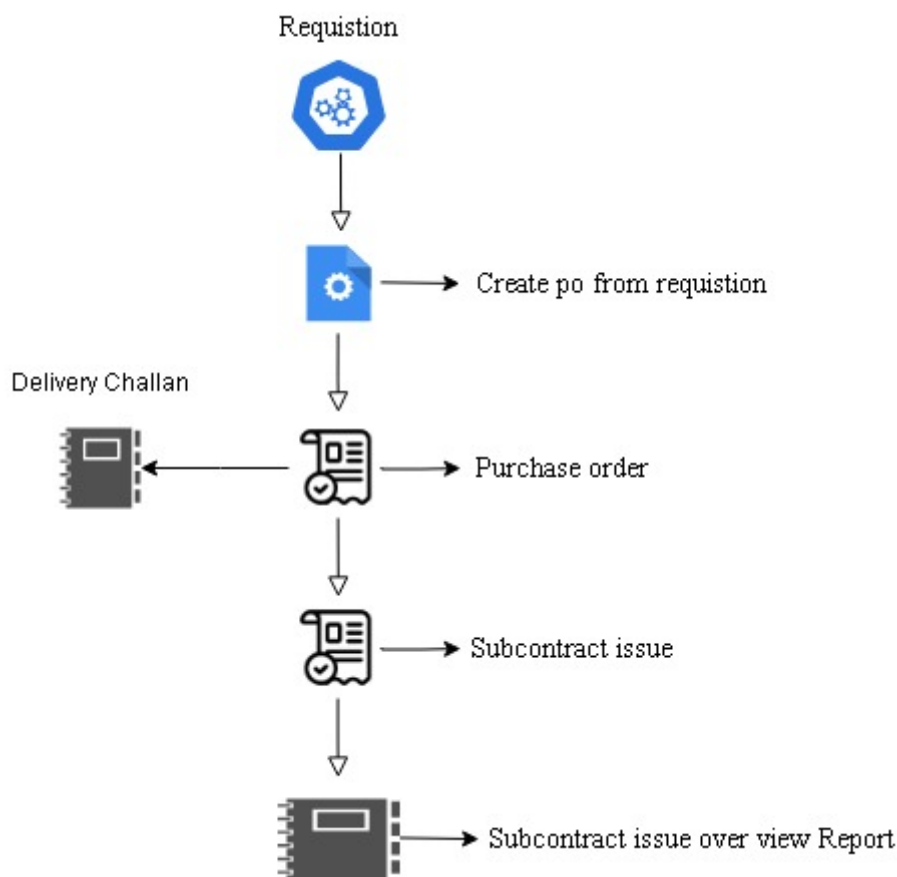 Requistion
Create po from requistion
Delivery Challan
Purchase order
Subcontract issue
Subcontract issue over view Report